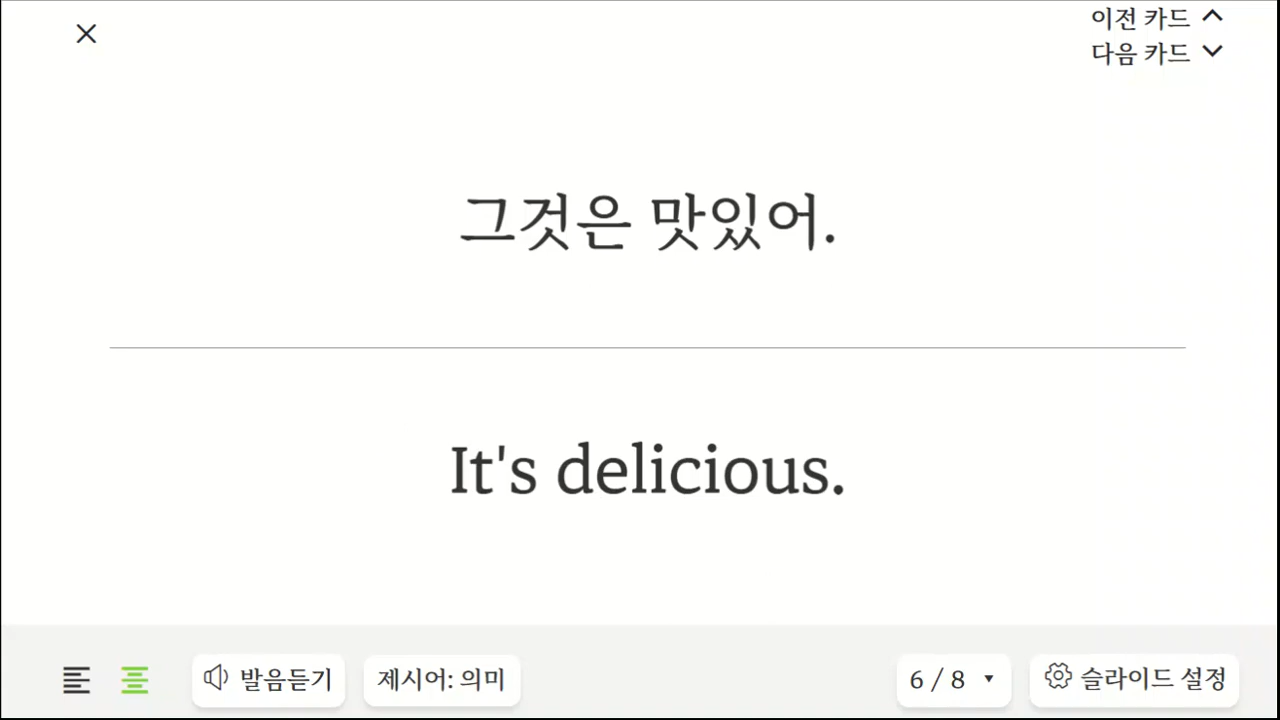 이전 카드
다음 카드
그것은 맛있어.
It's delicious.
발음듣기
제시어: 의미
6 / 8
슬라이드 설정